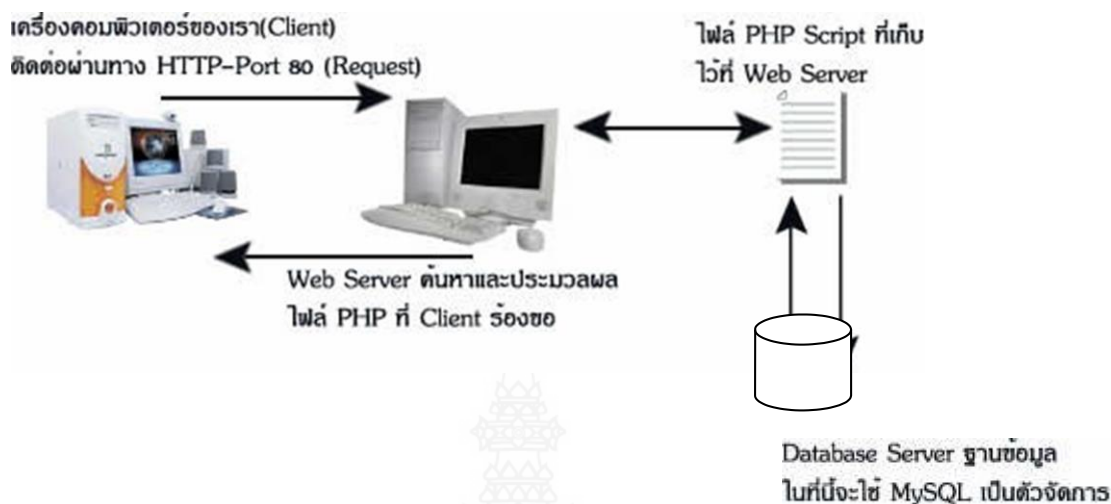 เครื่องคอมพิวเตอร์ของเรา(Client)
ติดต่อผ่านทาง HTTP-Port 80 (Request)
ไฟล์ PHP Script ที่เก็บ
ไว้ที่ Web Server
Web Server ค้นหาและประมวลผล
ไฟล์ PHP ที่ Client ร้องขอ
Database Server ฐานข้อมูล
ในที่นี้จะใช้ MySQL เป็นตัวจัดการ